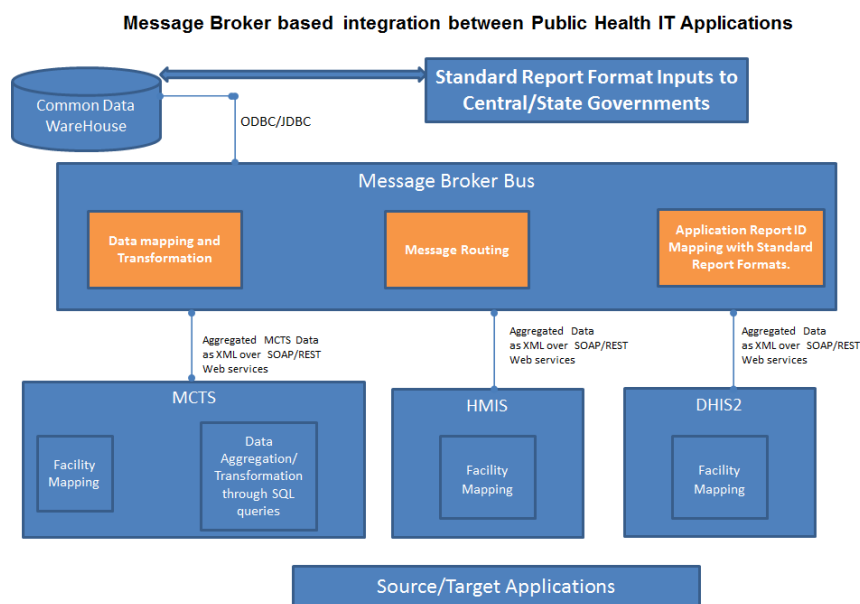 Message Broker based integration between Public Health IT Applications
Common Data
WareHouse
Standard Report Format Inputs to
Central/State Governments
ODBC/JDBC
Message Broker Bus
Data mapping and
Transformation
Message Routing
Application Report ID
Mapping with Standard
Report Formats.
Aggregated MCTS Data
as XML over SOAP/REST
Web services
Aggregated Data
as XML over SOAP/REST
Web services
Aggregated Data
as XML over SOAP/REST
Web services
MCTS
Facility
Mapping
Data
Aggregation/
Transformation
through SQL
queries
HMIS
Facility
Mapping
DHIS2
Facility
Mapping
Source/Target Applications